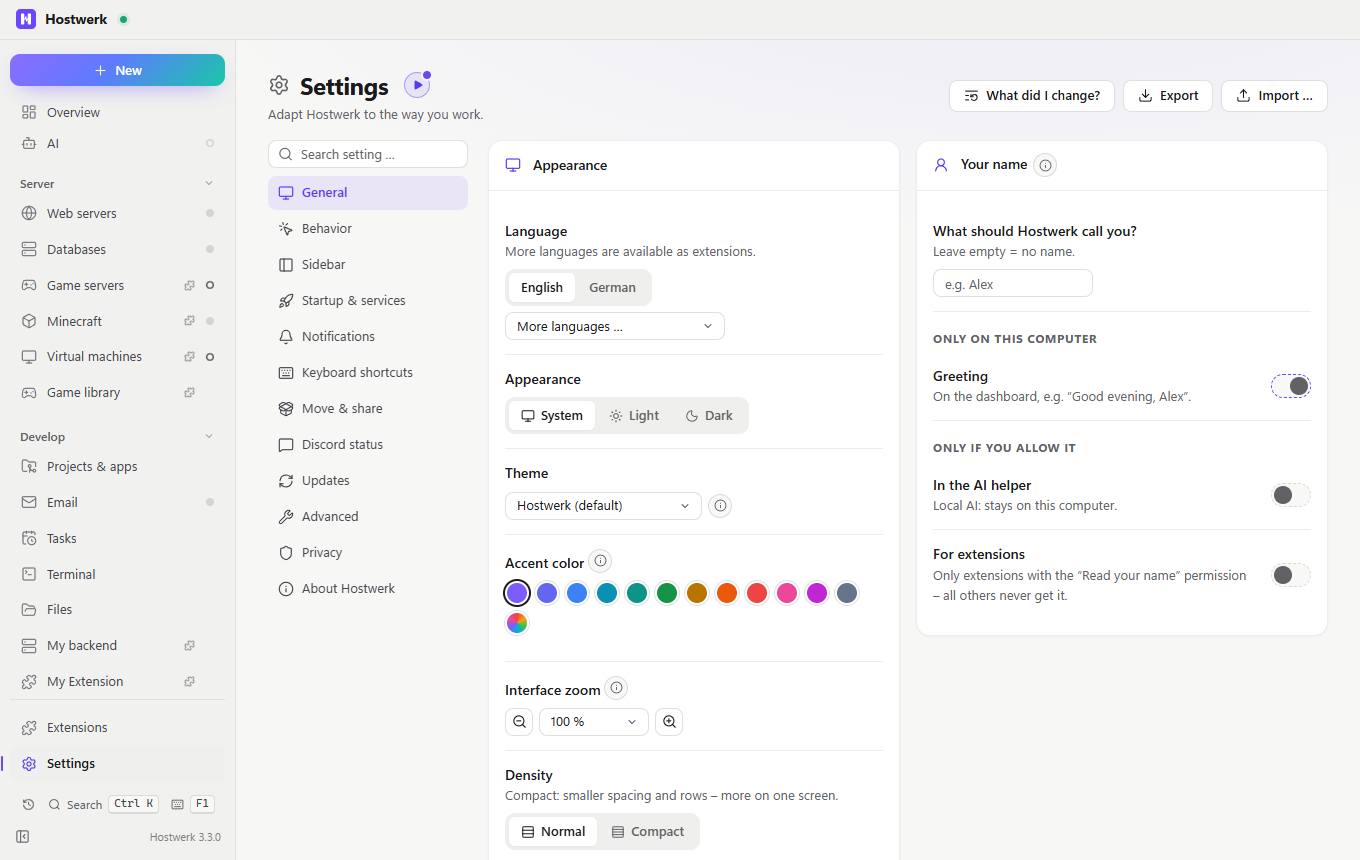 Hostwerk
New
Overview
AI
Server
Web servers
Databases
Game servers
Minecraft
Virtual machines
Game library
Develop
Projects & apps
Email
Tasks
Terminal
Files
My backend
My Extension
Extensions
Settings
Search Ctrl K F1
Hostwerk 3.3.0
Settings
Adapt Hostwerk to the way you work.
What did I change?
Export
Import ...
Search setting ...
General
Behavior
Sidebar
Startup & services
Notifications
Keyboard shortcuts
Move & share
Discord status
Updates
Advanced
Privacy
About Hostwerk
Appearance
Language
More languages are available as extensions.
English German
More languages ...
Appearance
System Light Dark
Theme
Hostwerk (default)
Accent color
Interface zoom
100 %
Density
Compact: smaller spacing and rows – more on one screen.
Normal Compact
Your name
What should Hostwerk call you?
Leave empty = no name.
e.g. Alex
ONLY ON THIS COMPUTER
Greeting
On the dashboard, e.g. “Good evening, Alex”.
ONLY IF YOU ALLOW IT
In the AI helper
Local AI: stays on this computer.
For extensions
Only extensions with the “Read your name” permission
– all others never get it.